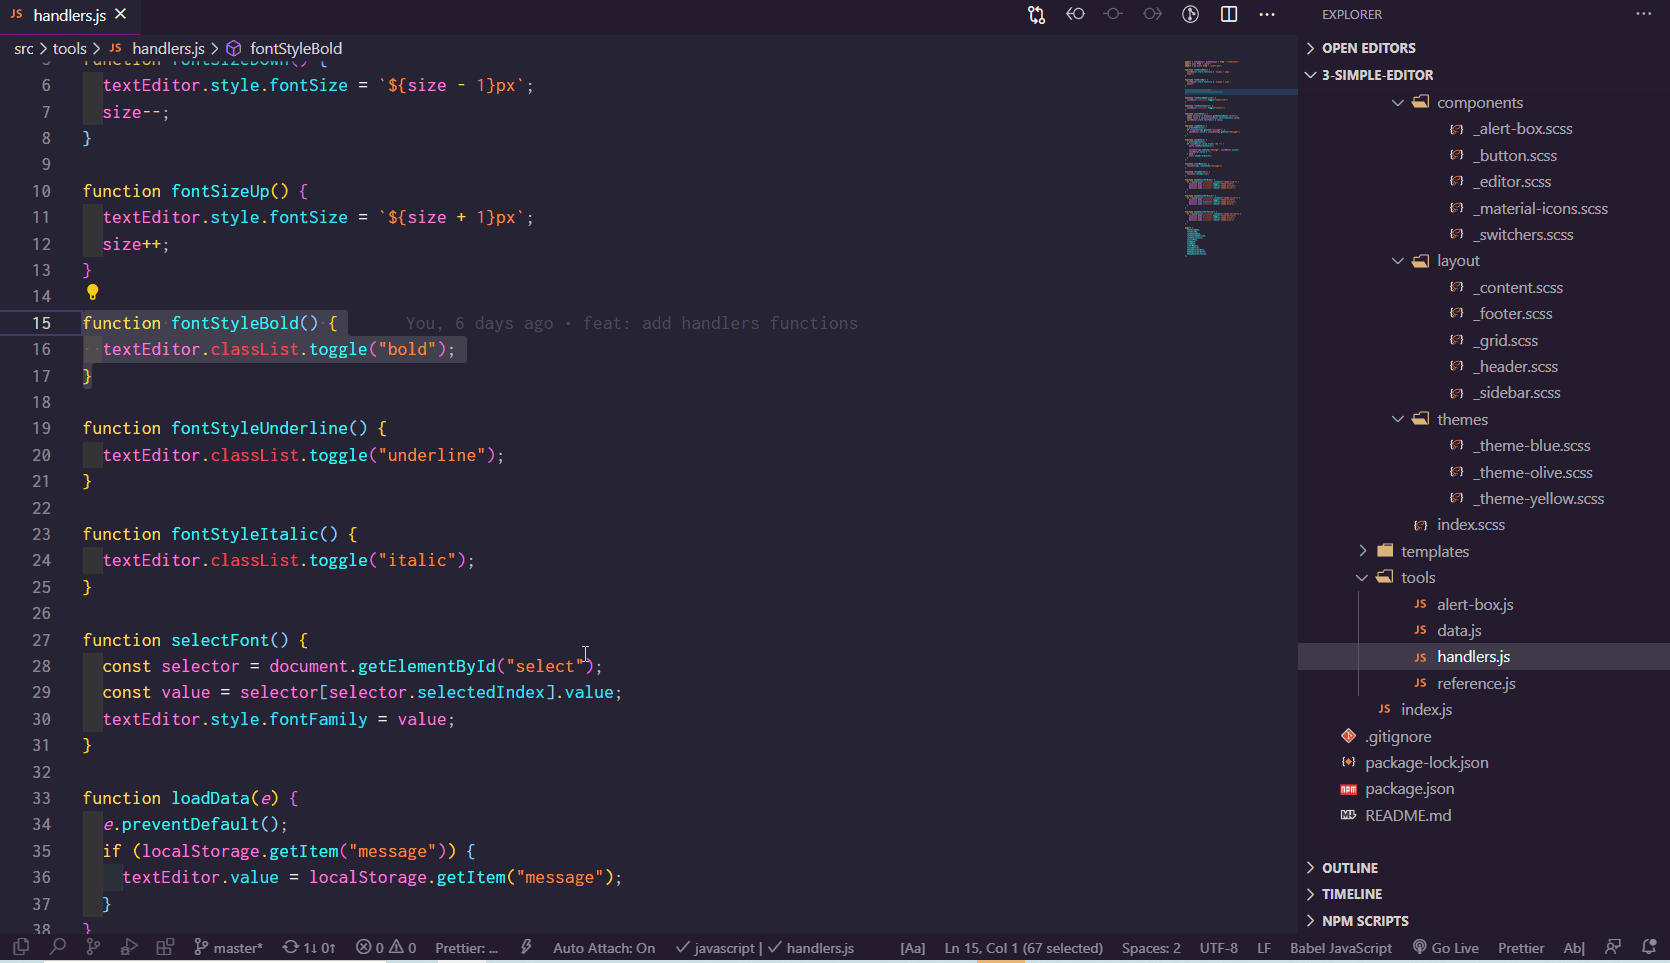 JS handlers.js
src > tools > JS handlers.js > fontStyleBold
5 function fontSizeDown() {
6 textEditor.style.fontSize = `${size - 1}px`;
7 size--;
8 }
9
10 function fontSizeUp() {
11 textEditor.style.fontSize = `${size + 1}px`;
12 size++;
13 }
14
15 function fontStyleBold() { You, 6 days ago • feat: add handlers functions
16 textEditor.classList.toggle("bold");
17 }
18
19 function fontStyleUnderline() {
20 textEditor.classList.toggle("underline");
21 }
22
23 function fontStyleItalic() {
24 textEditor.classList.toggle("italic");
25 }
26
27 function selectFont() {
28 const selector = document.getElementById("select");
29 const value = selector[selector.selectedIndex].value;
30 textEditor.style.fontFamily = value;
31 }
32
33 function loadData(e) {
34 e.preventDefault();
35 if (localStorage.getItem("message")) {
36 textEditor.value = localStorage.getItem("message");
37 }
38 }
EXPLORER
OPEN EDITORS
3-SIMPLE-EDITOR
components
_alert-box.scss
_button.scss
_editor.scss
_material-icons.scss
_switchers.scss
layout
_content.scss
_footer.scss
_grid.scss
_header.scss
_sidebar.scss
themes
_theme-blue.scss
_theme-olive.scss
_theme-yellow.scss
index.scss
templates
tools
JS alert-box.js
JS data.js
JS handlers.js
JS reference.js
JS index.js
.gitignore
package-lock.json
npm package.json
README.md
OUTLINE
TIMELINE
NPM SCRIPTS
master* 1↓ 0↑ 0 0 Prettier: ... Auto Attach: On javascript | handlers.js [Aa] Ln 15, Col 1 (67 selected) Spaces: 2 UTF-8 LF Babel JavaScript Go Live Prettier Ab|